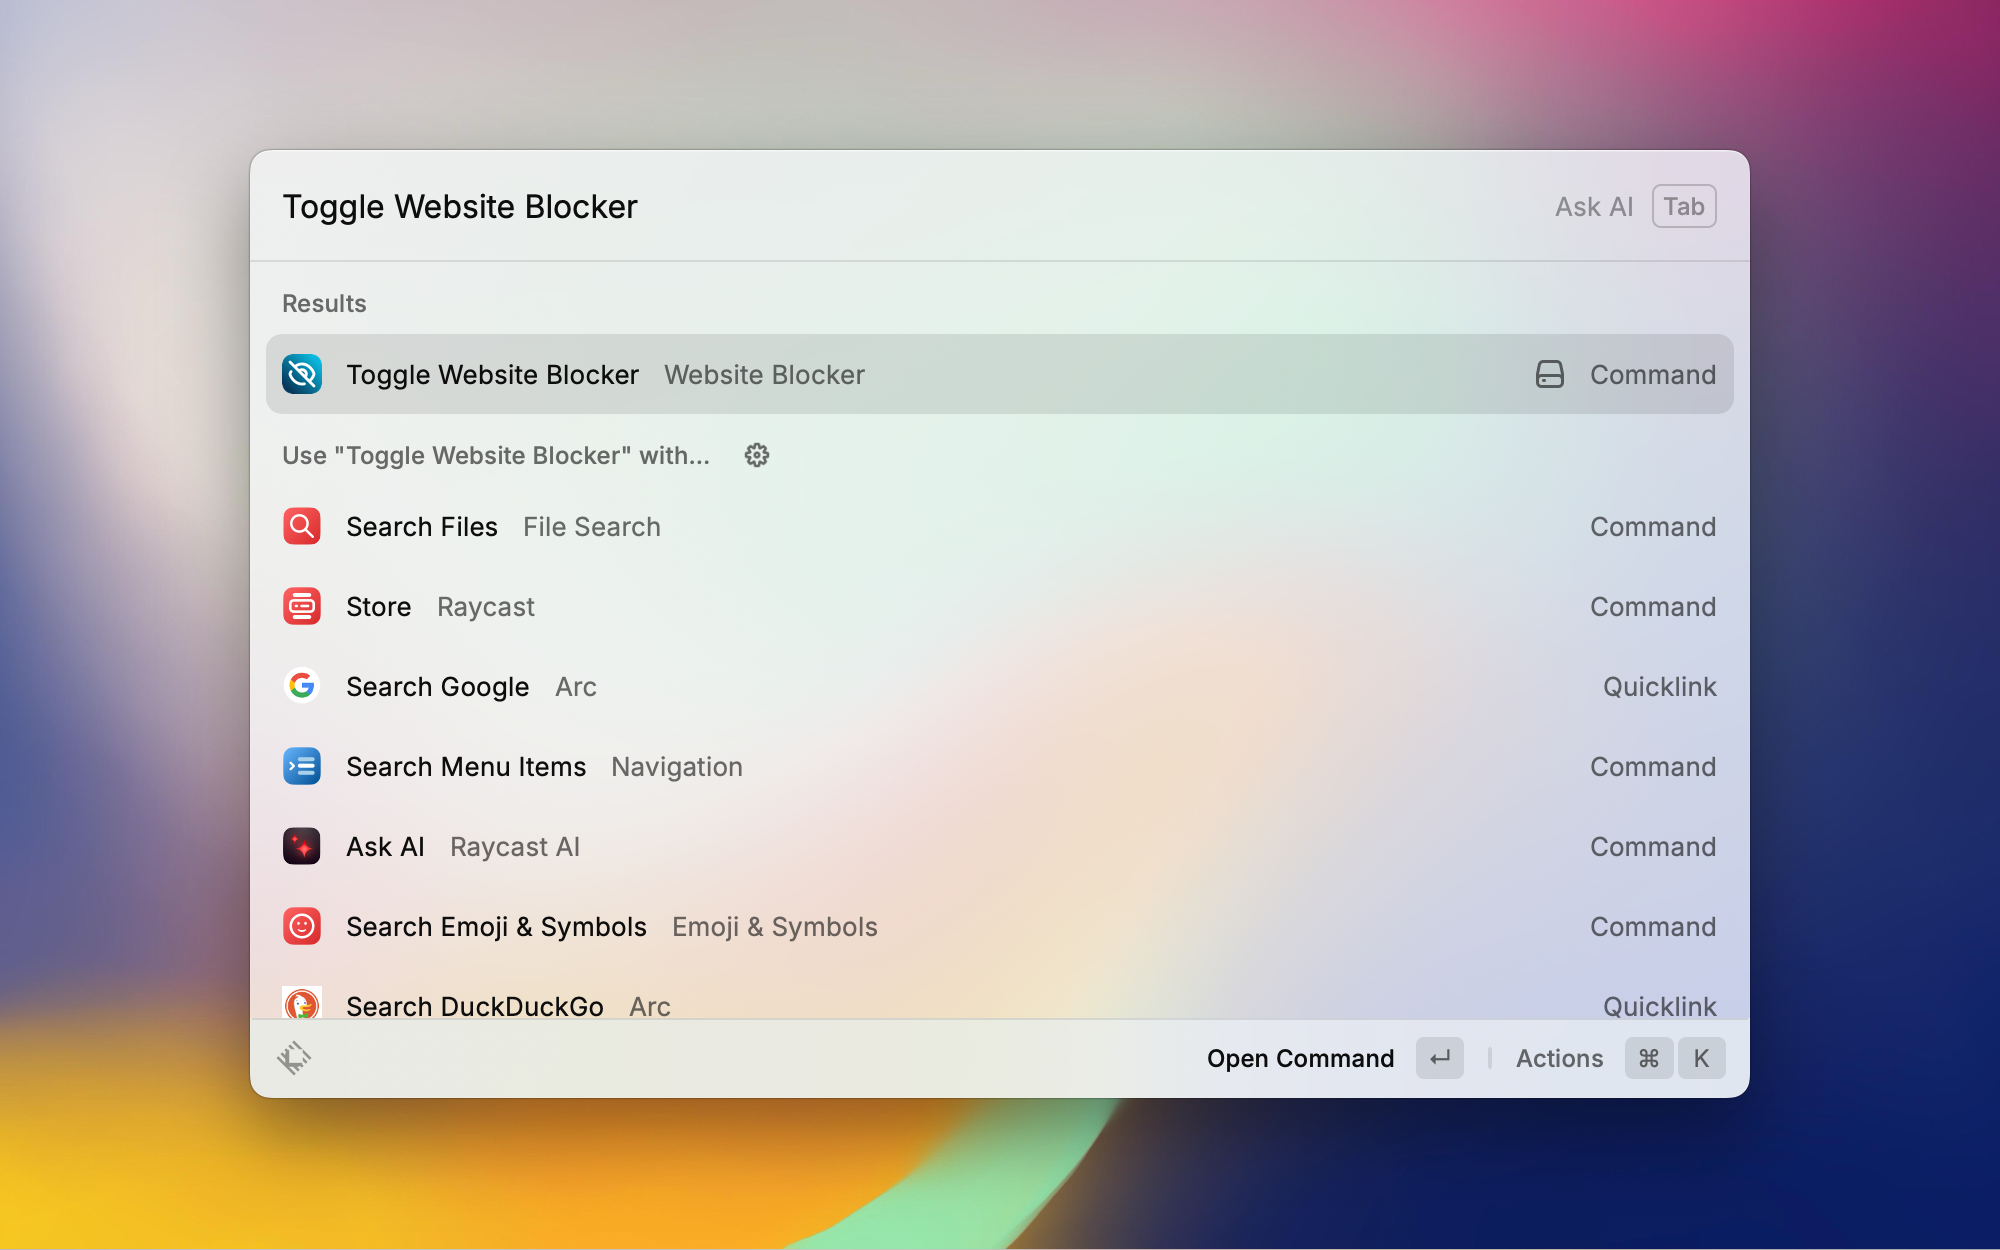 Toggle Website Blocker Ask AI Tab
Results
Toggle Website Blocker Website Blocker Command
Use "Toggle Website Blocker" with...
Search Files File Search Command
Store Raycast Command
Search Google Arc Quicklink
Search Menu Items Navigation Command
Ask AI Raycast AI Command
Search Emoji & Symbols Emoji & Symbols Command
Search DuckDuckGo Arc Quicklink
Open Command ↵ Actions ⌘ K